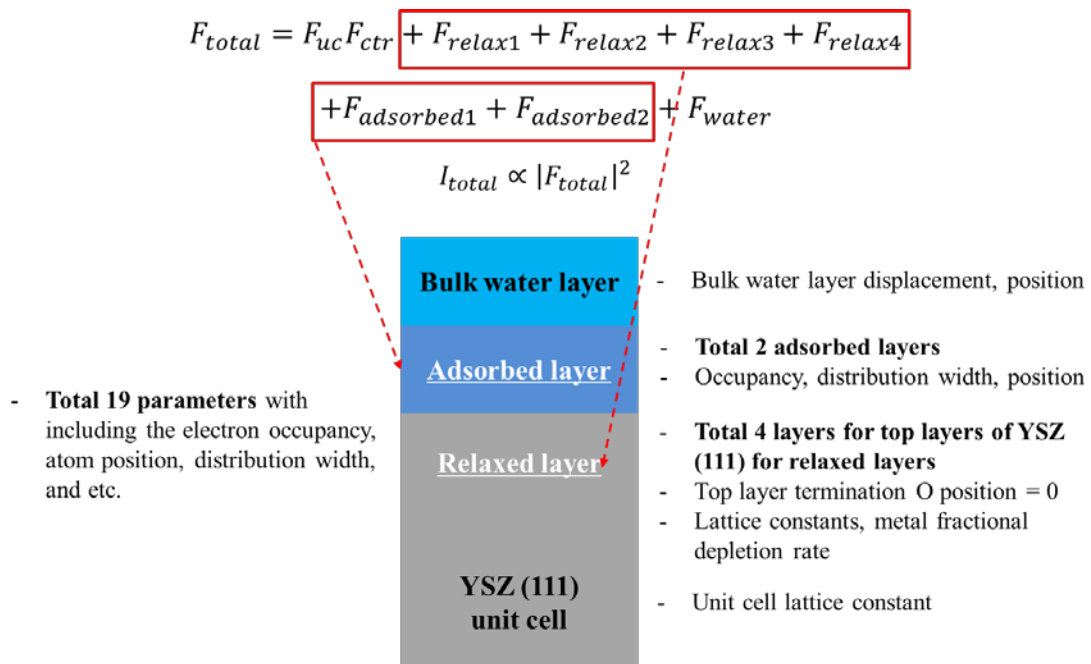 F_total = F_uc F_ctr + F_relax1 + F_relax2 + F_relax3 + F_relax4
+F_adsorbed1 + F_adsorbed2 + F_water
I_total ∝ |F_total|²
Bulk water layer
- Bulk water layer displacement, position
Adsorbed layer
- Total 2 adsorbed layers
- Occupancy, distribution width, position
- Total 19 parameters with
including the electron occupancy,
atom position, distribution width,
and etc.
Relaxed layer
- Total 4 layers for top layers of YSZ
(111) for relaxed layers
- Top layer termination O position = 0
- Lattice constants, metal fractional
depletion rate
YSZ (111)
unit cell
- Unit cell lattice constant